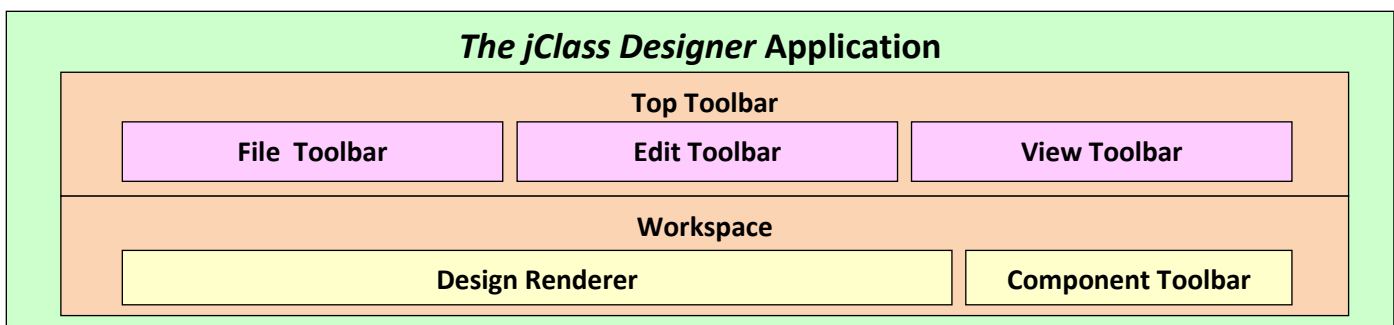 The jClass Designer Application
Top Toolbar
File Toolbar
Edit Toolbar
View Toolbar
Workspace
Design Renderer
Component Toolbar